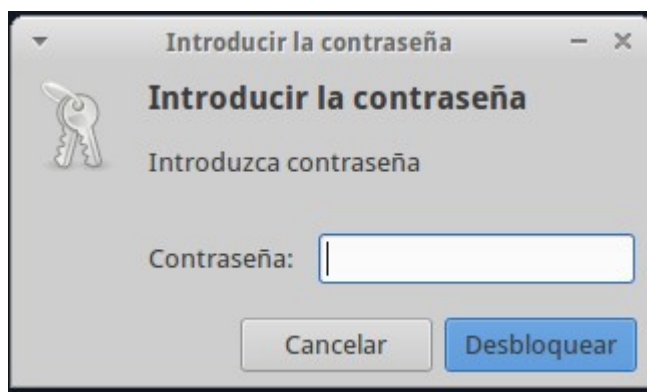 Introducir la contraseña
Introducir la contraseña
Introduzca contraseña
Contraseña:
Cancelar Desbloquear